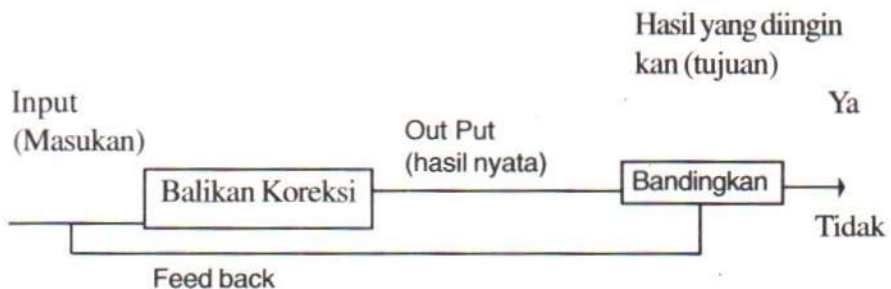 Hasil yang diingin
kan (tujuan)
Input
(Masukan)
Ya
Out Put
(hasil nyata)
Balikan Koreksi
Bandingkan
Tidak
Feed back